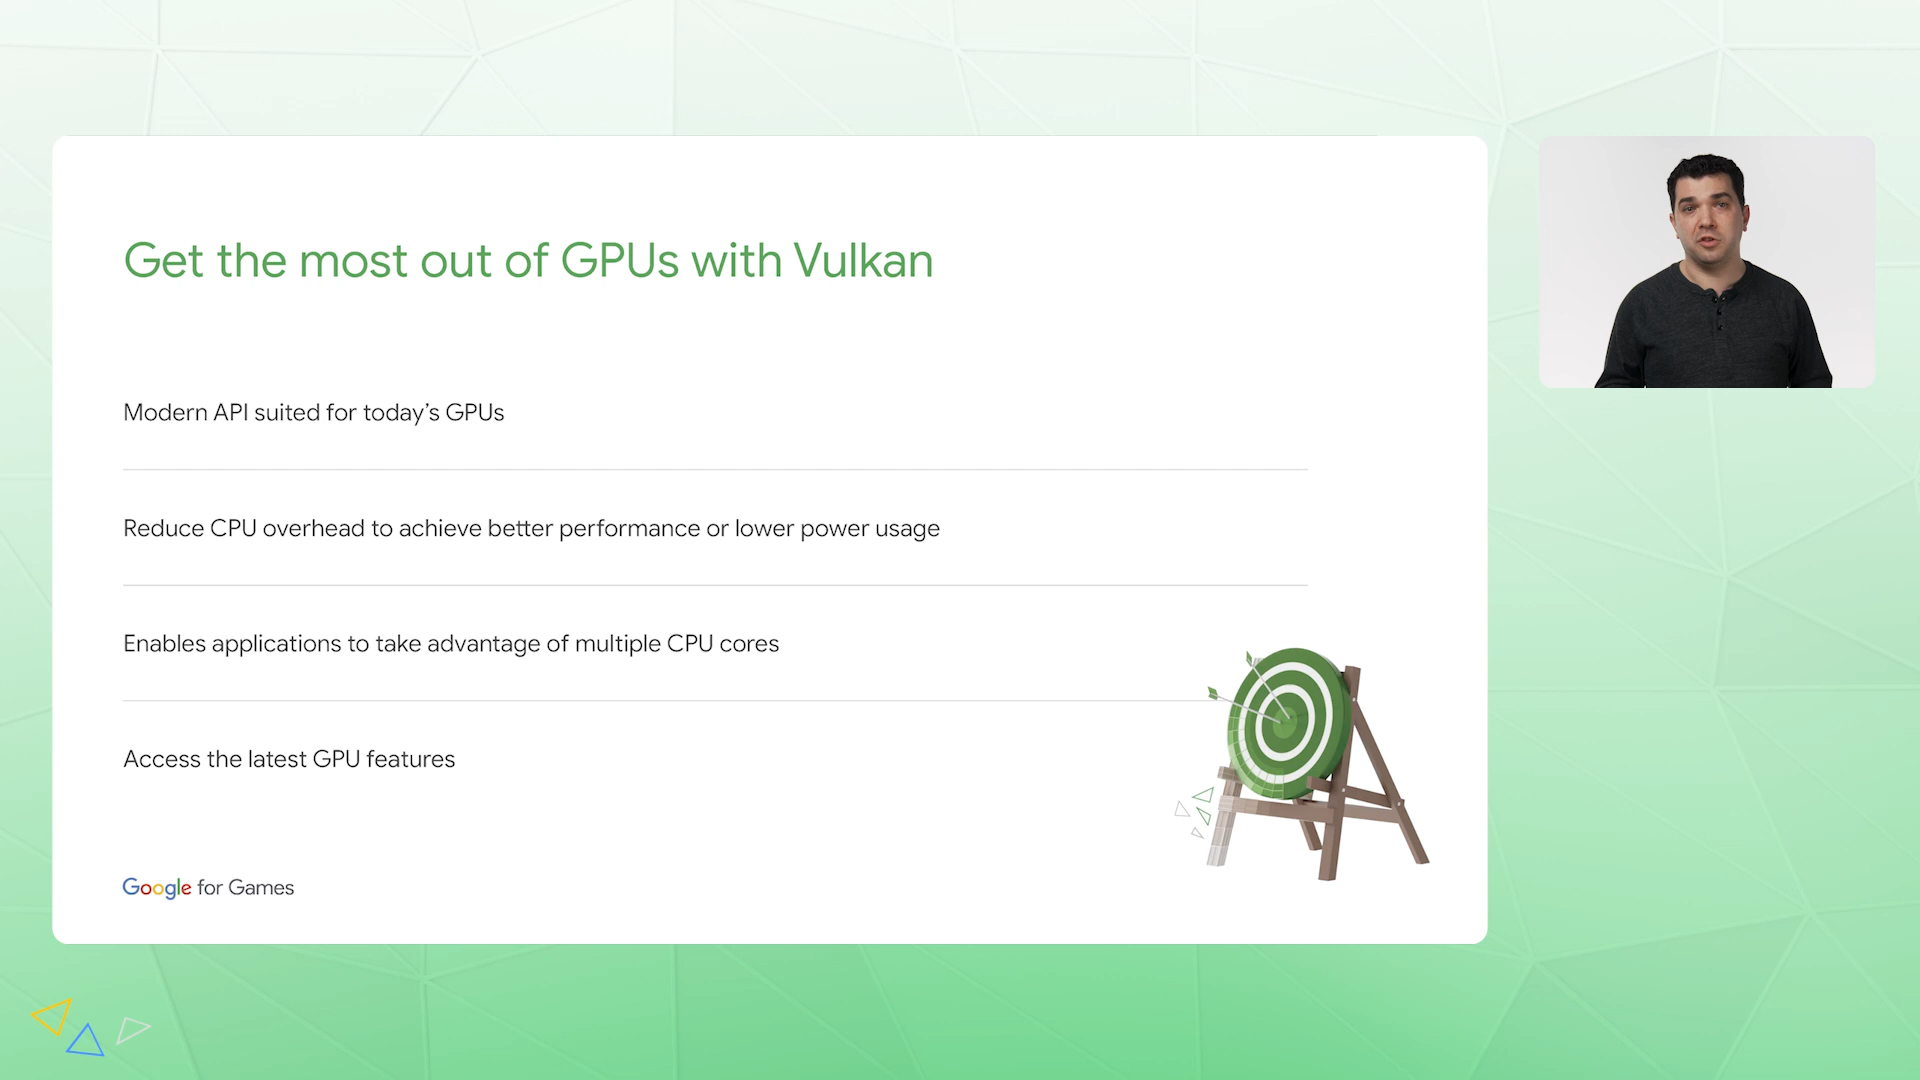 Get the most out of GPUs with Vulkan
Modern API suited for today’s GPUs
Reduce CPU overhead to achieve better performance or lower power usage
Enables applications to take advantage of multiple CPU cores
Access the latest GPU features
Google for Games